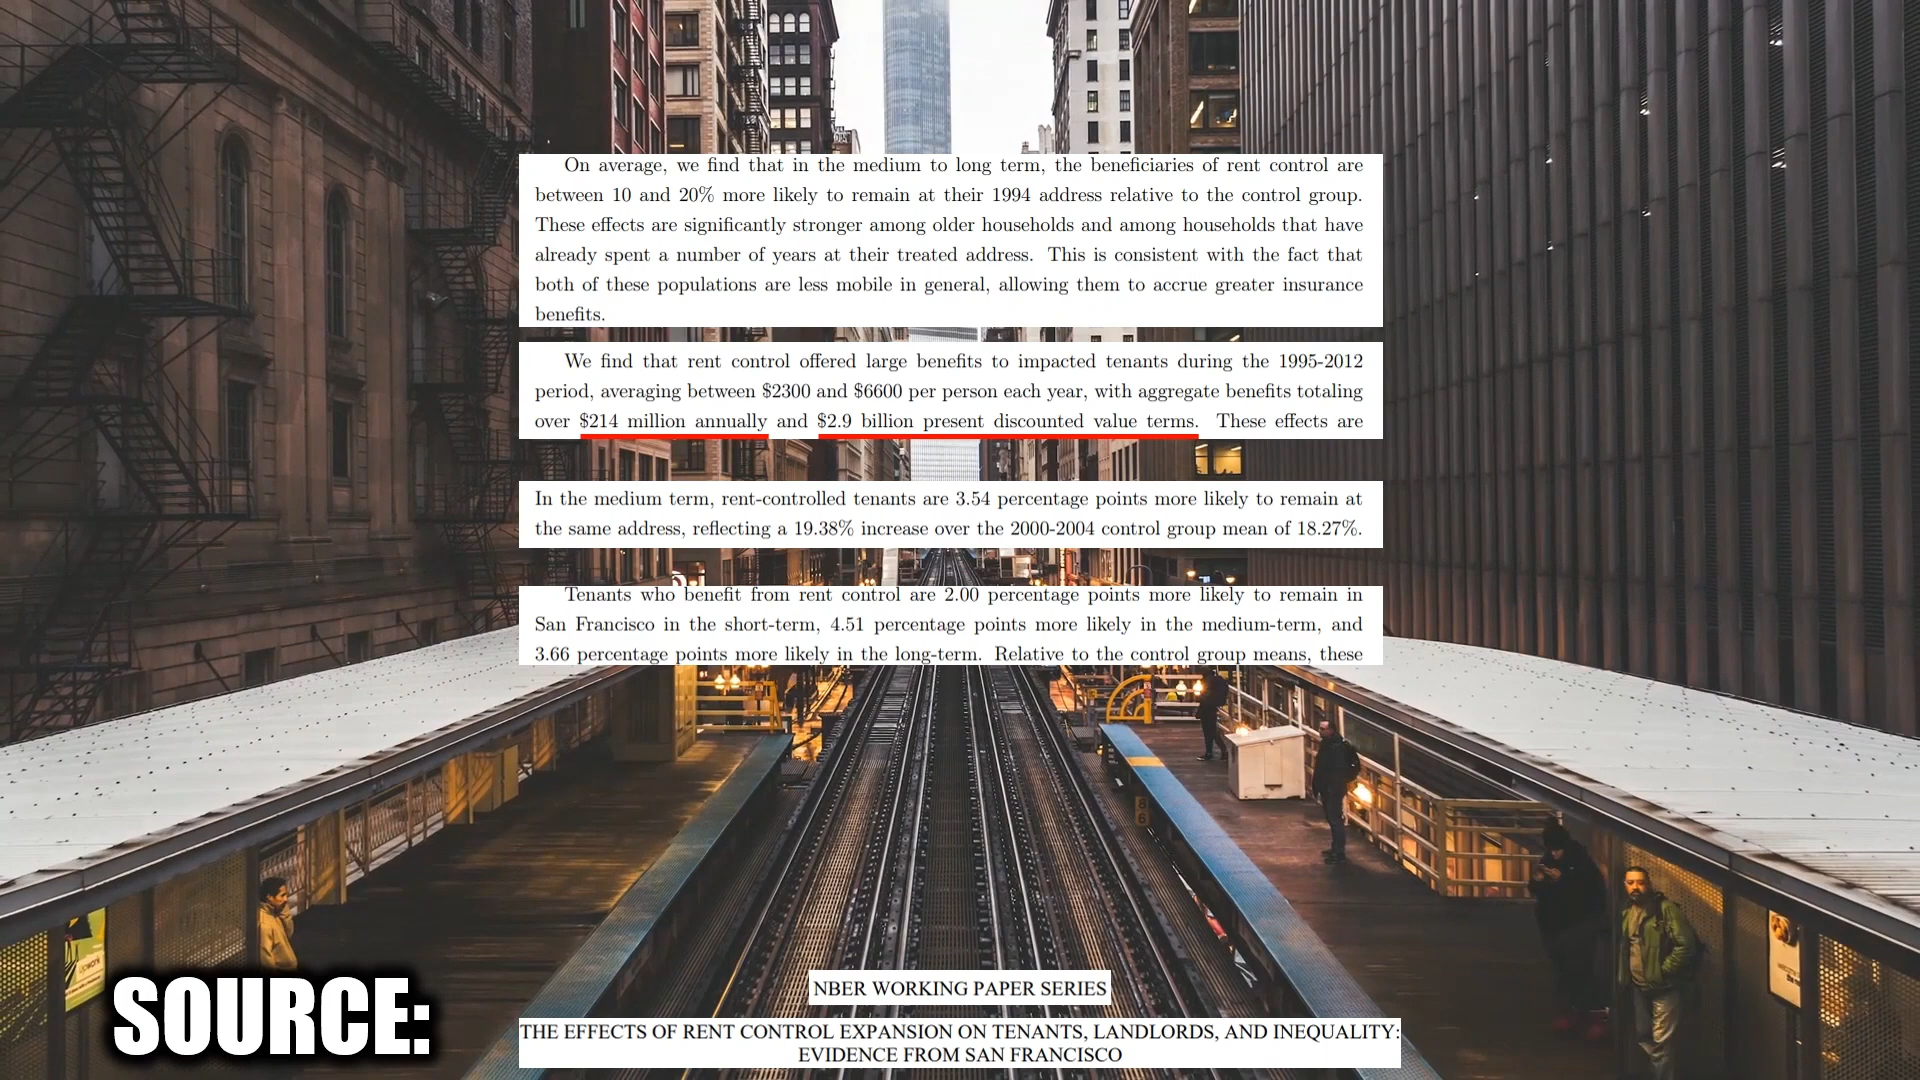 On average, we find that in the medium to long term, the beneficiaries of rent control are
between 10 and 20% more likely to remain at their 1994 address relative to the control group.
These effects are significantly stronger among older households and among households that have
already spent a number of years at their treated address. This is consistent with the fact that
both of these populations are less mobile in general, allowing them to accrue greater insurance
benefits.
We find that rent control offered large benefits to impacted tenants during the 1995-2012
period, averaging between $2300 and $6600 per person each year, with aggregate benefits totaling
over $214 million annually and $2.9 billion present discounted value terms. These effects are
In the medium term, rent-controlled tenants are 3.54 percentage points more likely to remain at
the same address, reflecting a 19.38% increase over the 2000-2004 control group mean of 18.27%.
Tenants who benefit from rent control are 2.00 percentage points more likely to remain in
San Francisco in the short-term, 4.51 percentage points more likely in the medium-term, and
3.66 percentage points more likely in the long-term. Relative to the control group means, these
SOURCE:
NBER WORKING PAPER SERIES
THE EFFECTS OF RENT CONTROL EXPANSION ON TENANTS, LANDLORDS, AND INEQUALITY:
EVIDENCE FROM SAN FRANCISCO